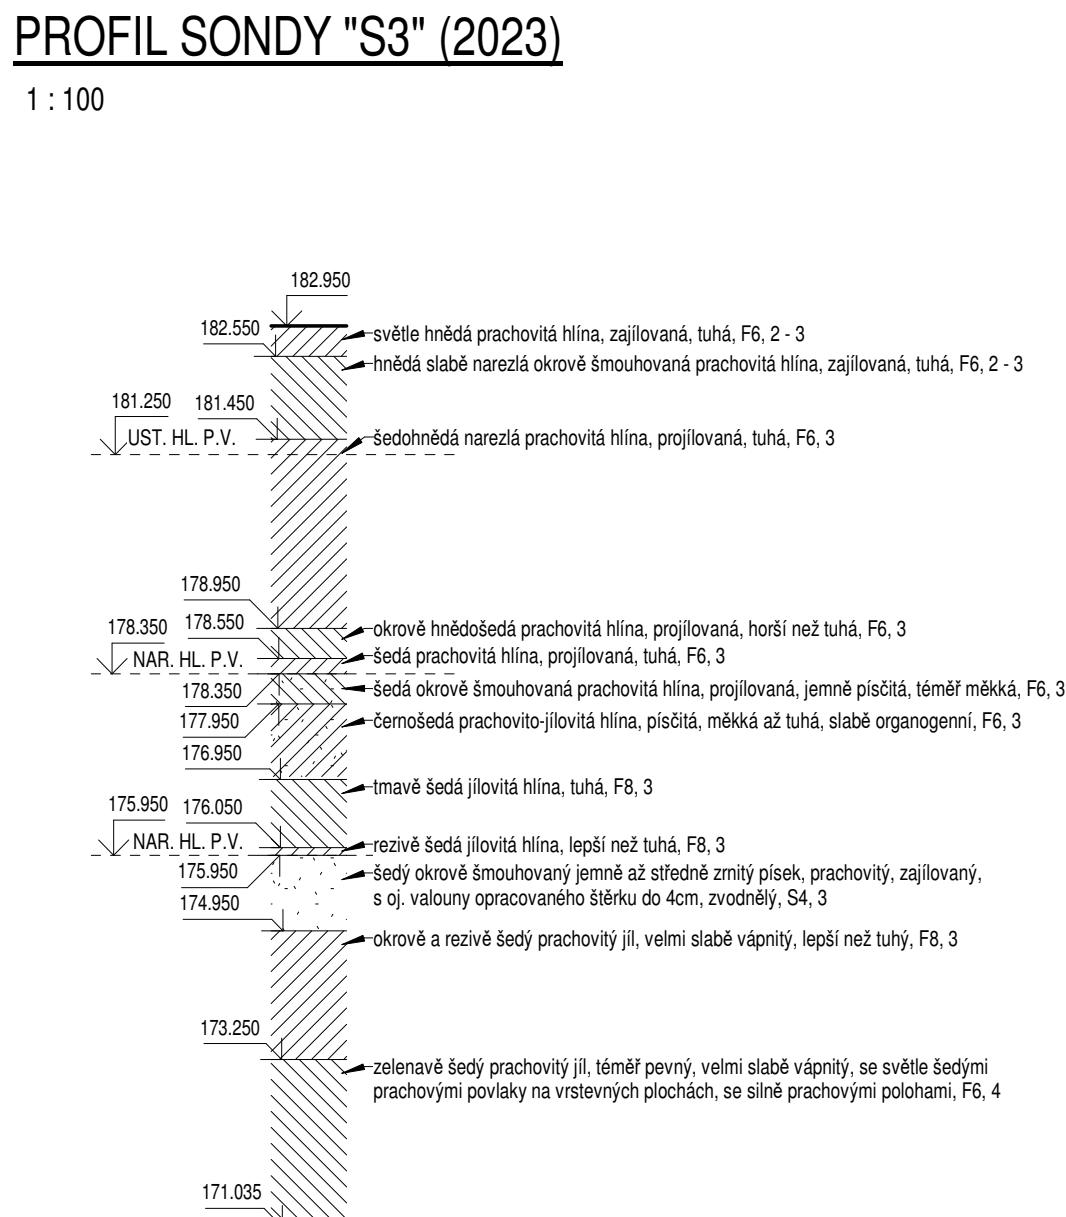 PROFIL SONDY "S3" (2023)
1 : 100
182.950
182.550
světle hnědá prachovitá hlína, zajílovaná, tuhá, F6, 2 - 3
hnědá slabě narezlá okrově šmouhovaná prachovitá hlína, zajílovaná, tuhá, F6, 2 - 3
181.250
181.450
UST. HL. P.V.
šedohnědá narezlá prachovitá hlína, projílovaná, tuhá, F6, 3
178.950
178.350
178.550
okrově hnědošedá prachovitá hlína, projílovaná, horší než tuhá, F6, 3
NAR. HL. P.V.
šedá prachovitá hlína, projílovaná, tuhá, F6, 3
178.350
šedá okrově šmouhovaná prachovitá hlína, projílovaná, jemně písčitá, téměř měkká, F6, 3
177.950
černošedá prachovito-jílovitá hlína, písčitá, měkká až tuhá, slabě organogenní, F6, 3
176.950
tmavě šedá jílovitá hlína, tuhá, F8, 3
175.950
176.050
NAR. HL. P.V.
rezivě šedá jílovitá hlína, lepší než tuhá, F8, 3
175.950
šedý okrově šmouhovaný jemně až středně zrnitý písek, prachovitý, zajílovaný,
s oj. valouny opracovaného štěrku do 4cm, zvodnělý, S4, 3
174.950
okrově a rezivě šedý prachovitý jíl, velmi slabě vápnitý, lepší než tuhý, F8, 3
173.250
zelenavě šedý prachovitý jíl, téměř pevný, velmi slabě vápnitý, se světle šedými
prachovými povlaky na vrstevných plochách, se silně prachovými polohami, F6, 4
171.035